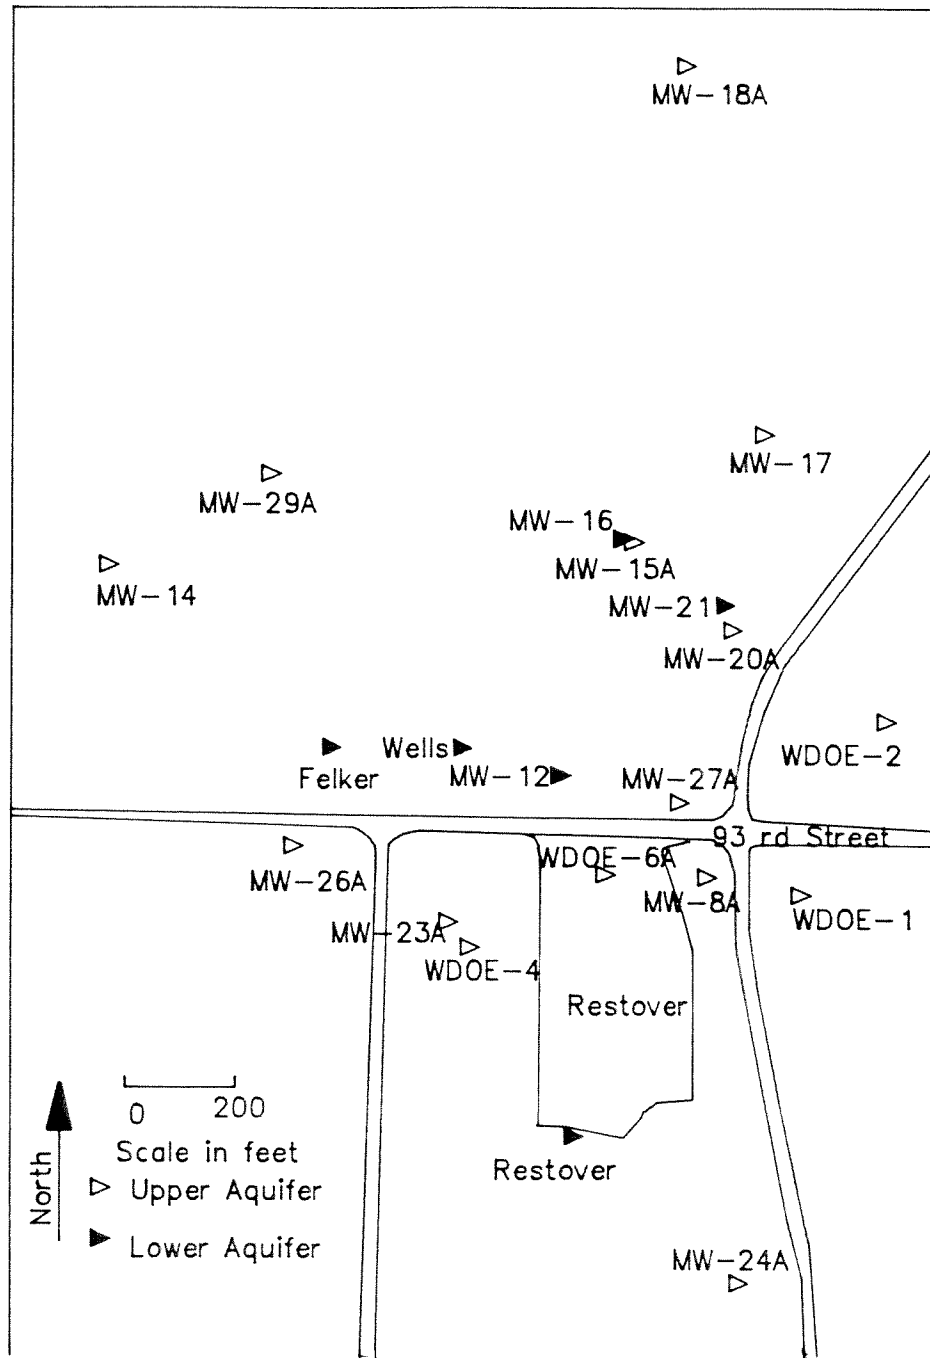 MW-18A
MW-17
MW-29A
MW-16
MW-15A
MW-14
MW-21
MW-20A
Wells
WDOE-2
Felker
MW-12
MW-27A
93 rd Street
WDOE-6A
MW-26A
MW-8A
WDOE-1
MW-23A
WDOE-4
Restover
0 200
Scale in feet
Restover
North
Upper Aquifer
Lower Aquifer
MW-24A